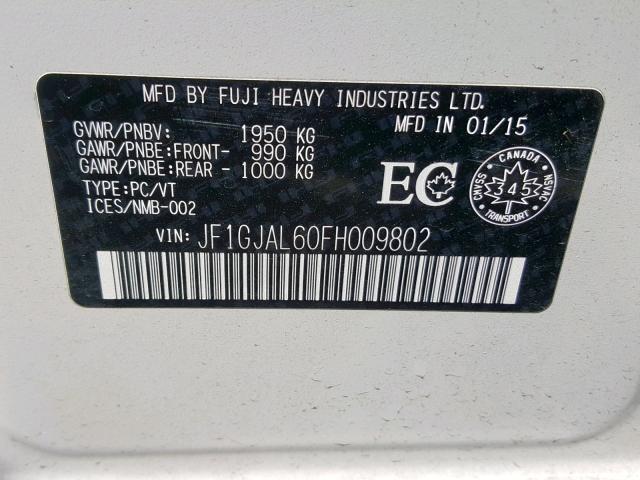 MFD BY FUJI HEAVY INDUSTRIES LTD.
GVWR/PNBV: 1950 KG
MFD IN 01/15
GAWR/PNBE:FRONT- 990 KG
GAWR/PNBE:REAR - 1000 KG
TYPE:PC/VT
ICES/NMB-002
EC
CANADA
CMVSS
345
NSVAC
TRANSPORT
VIN: JF1GJAL60FH009802